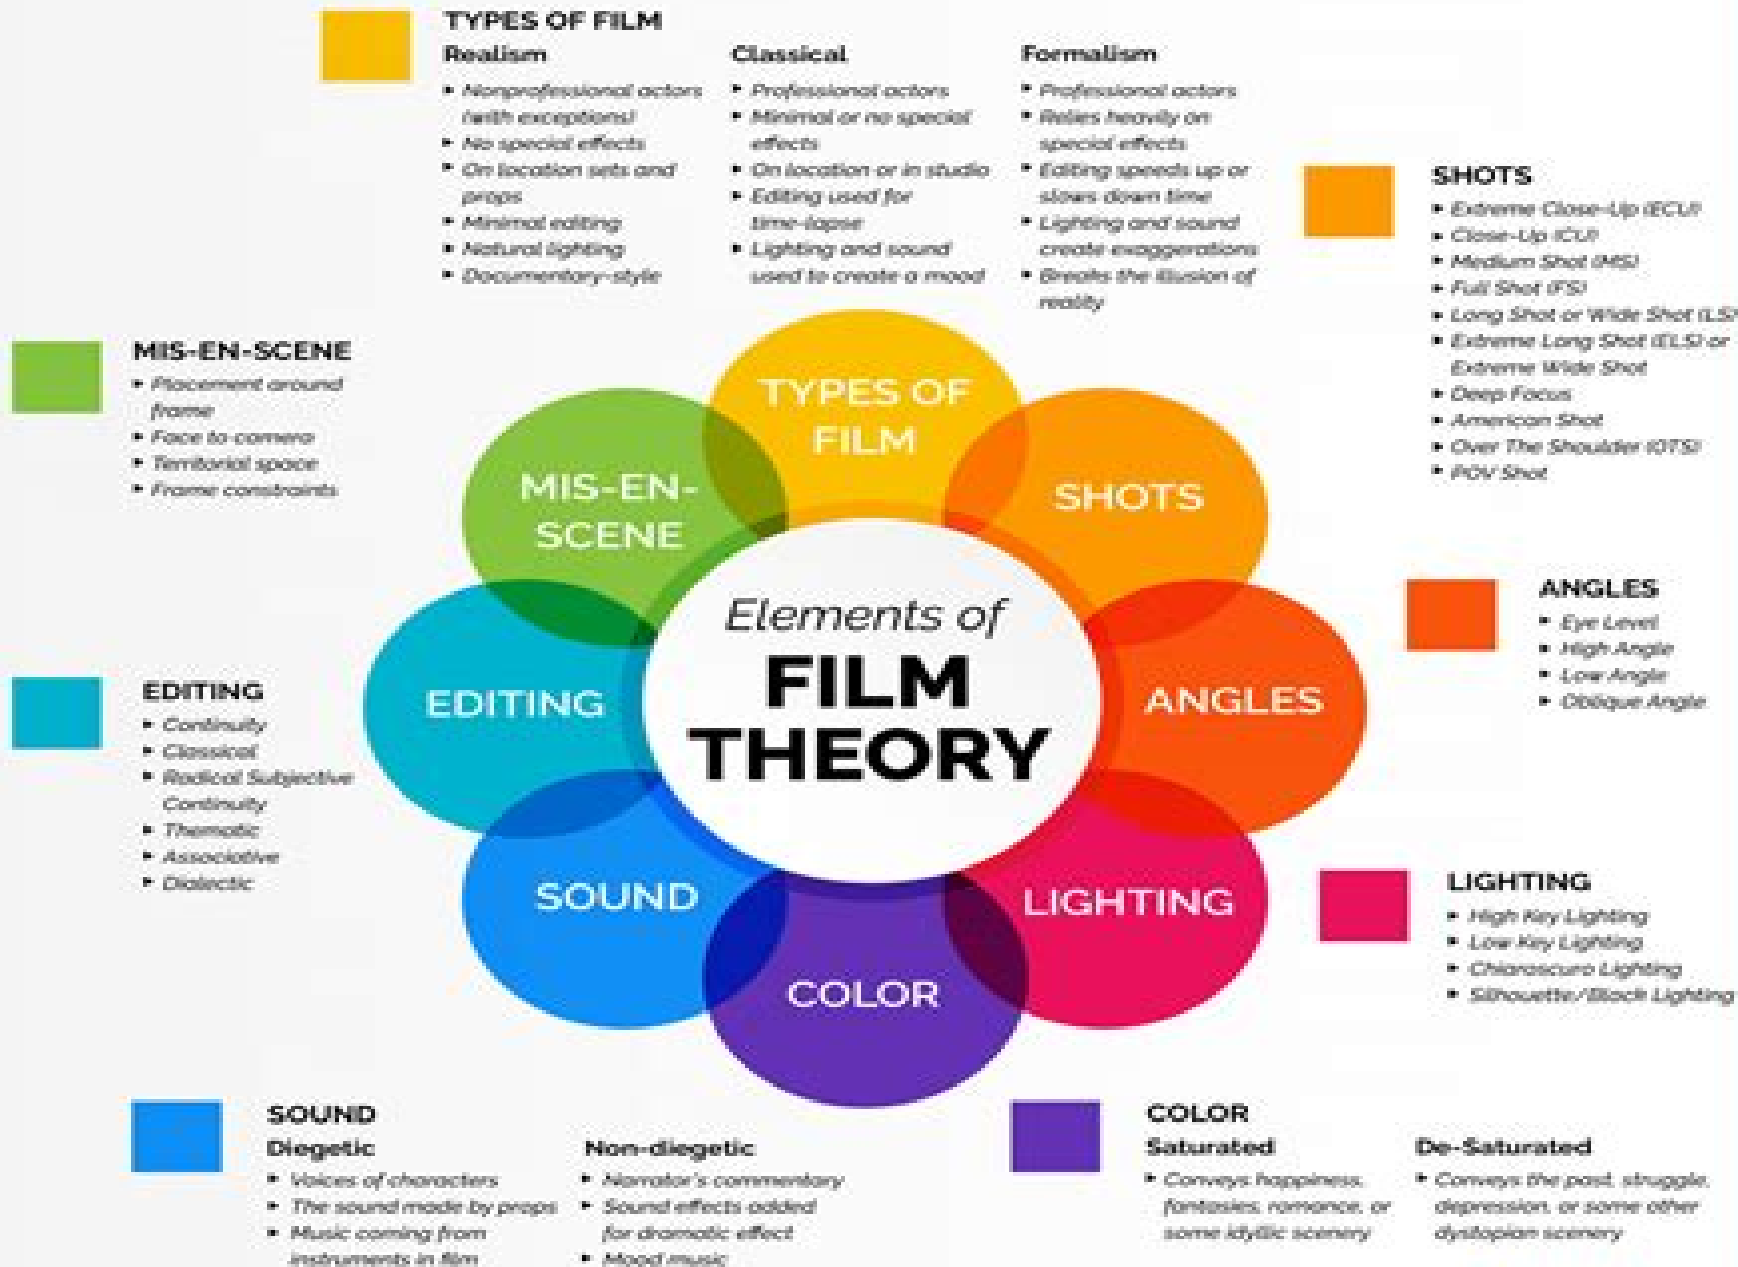 TYPES OF FILM
Realism
Nonprofessional actors
(with exceptions)
No special effects
On location sets and
props
Minimal editing
Natural lighting
Documentary-style
Classical
Professional actors
Minimal or no special
effects
On location or in studio
Editing used for
time-lapse
Lighting and sound
used to create a mood
Formalism
Professional actors
Relies heavily on
special effects
Editing speeds up or
slows down time
Lighting and sound
create exaggerations
Breaks the illusion of
reality
SHOTS
Extreme Close-Up (ECU)
Close-Up (CU)
Medium Shot (MS)
Full Shot (FS)
Long Shot or Wide Shot (LS)
Extreme Long Shot (ELS) or
Extreme Wide Shot
Deep Focus
American Shot
Over The Shoulder (OTS)
POV Shot
MIS-EN-SCENE
Placement around
frame
Face to camera
Territorial space
Frame constraints
TYPES OF
FILM
MIS-EN-
SCENE
SHOTS
Elements of
FILM
THEORY
EDITING
ANGLES
SOUND
LIGHTING
COLOR
ANGLES
Eye Level
High Angle
Low Angle
Oblique Angle
EDITING
Continuity
Classical
Radical Subjective
Continuity
Thematic
Associative
Dialectic
LIGHTING
High Key Lighting
Low Key Lighting
Chiaroscuro Lighting
Silhouette/Black Lighting
SOUND
Diegetic
Voices of characters
The sound made by props
Music coming from
instruments in film
Non-diegetic
Narrator's commentary
Sound effects added
for dramatic effect
Mood music
COLOR
Saturated
Conveys happiness,
fantasies, romance, or
some idyllic scenery
De-Saturated
Conveys the past, struggle,
depression, or some other
dystopian scenery